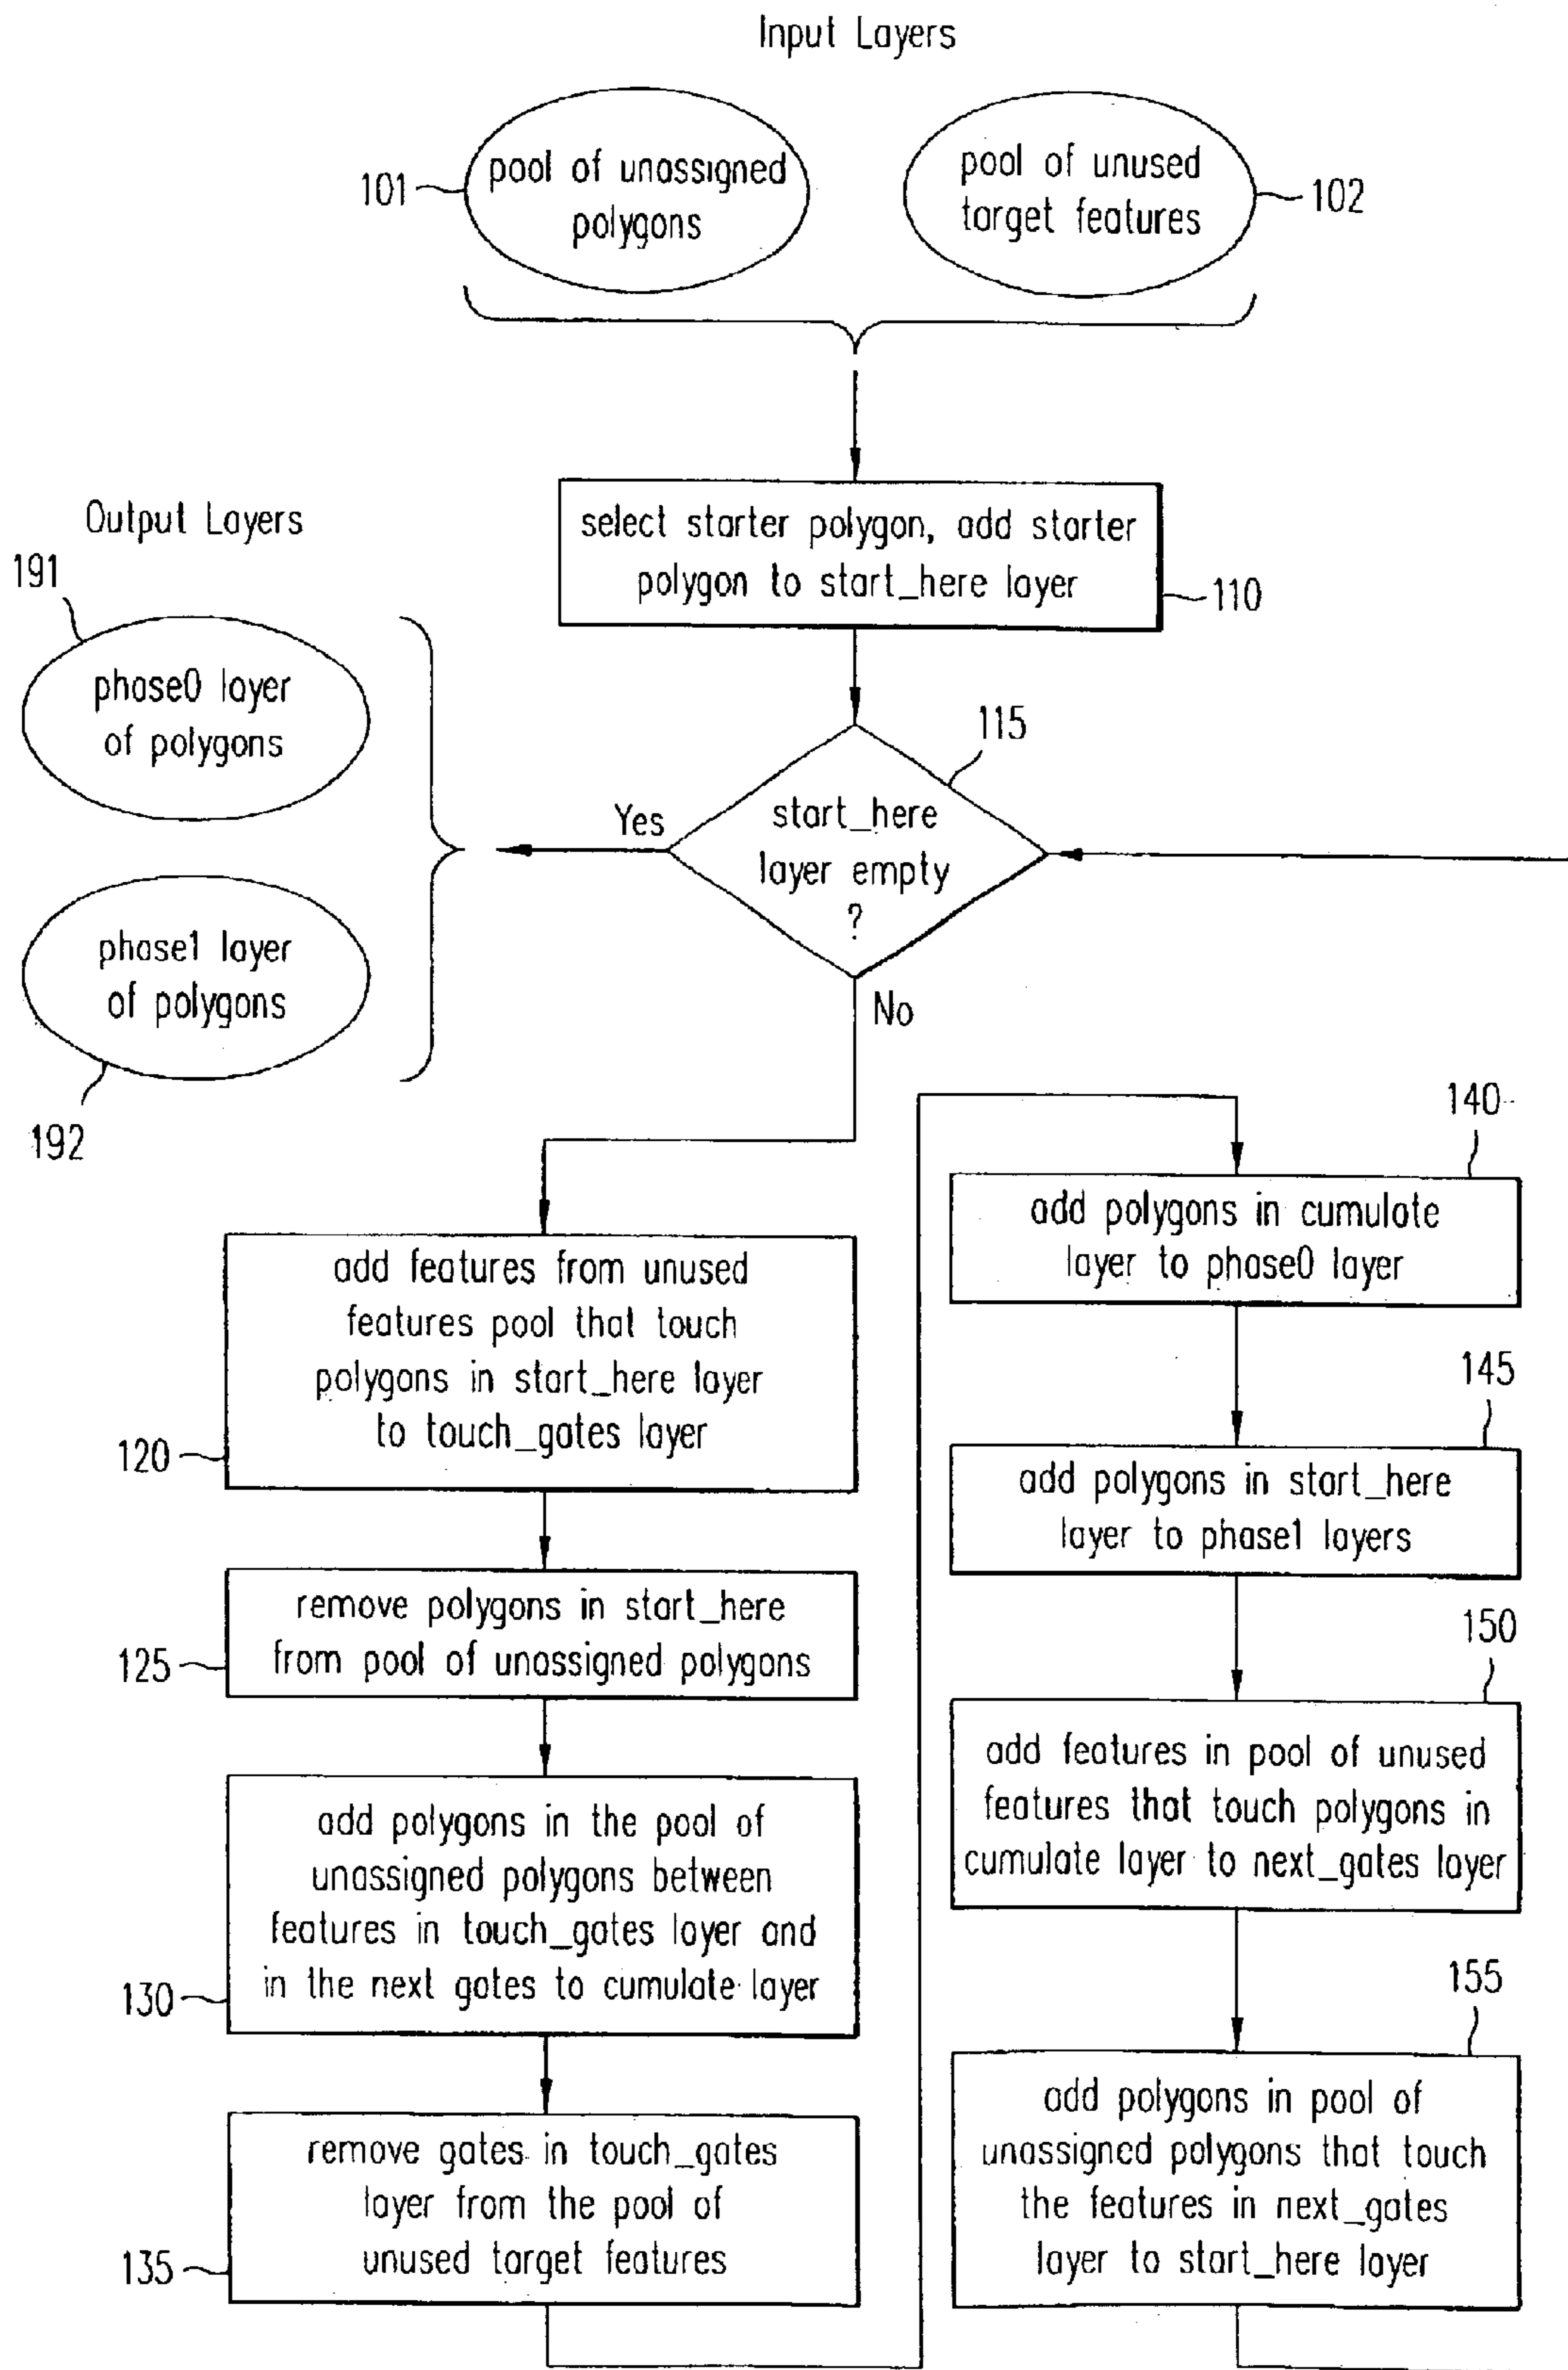 Input Layers
pool of unassigned
polygons
101
pool of unused
target features
102
select starter polygon, add starter
polygon to start_here layer
110
Output Layers
191
phase0 layer
of polygons
phase1 layer
of polygons
192
115
start_here
layer empty
?
Yes
No
add features from unused
features pool that touch
polygons in start_here layer
to touch_gates layer
120
remove polygons in start_here
from pool of unassigned polygons
125
add polygons in the pool of
unassigned polygons between
features in touch_gates layer and
in the next gates to cumulate layer
130
remove gates in touch_gates
layer from the pool of
unused target features
135
140
add polygons in cumulate
layer to phase0 layer
145
add polygons in start_here
layer to phase1 layers
150
add features in pool of unused
features that touch polygons in
cumulate layer to next_gates layer
155
add polygons in pool of
unassigned polygons that touch
the features in next_gates
layer to start_here layer